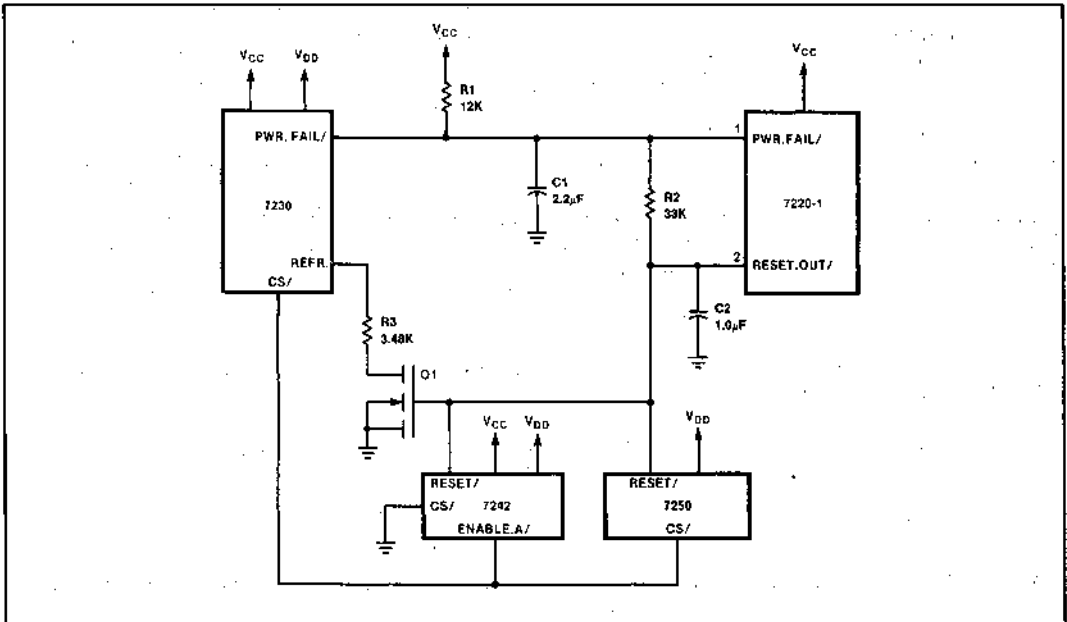 VCC
VCC
VDD
VCC
R1
12K
PWR.FAIL/
1
PWR.FAIL/
C1
2.2µF
R2
33K
7230
7220-1
REFR.
2
RESET.OUT/
CS/
C2
1.0µF
R3
3.48K
Q1
VCC
VDD
VDD
RESET/
CS/
7242
ENABLE.A/
RESET/
7250
CS/